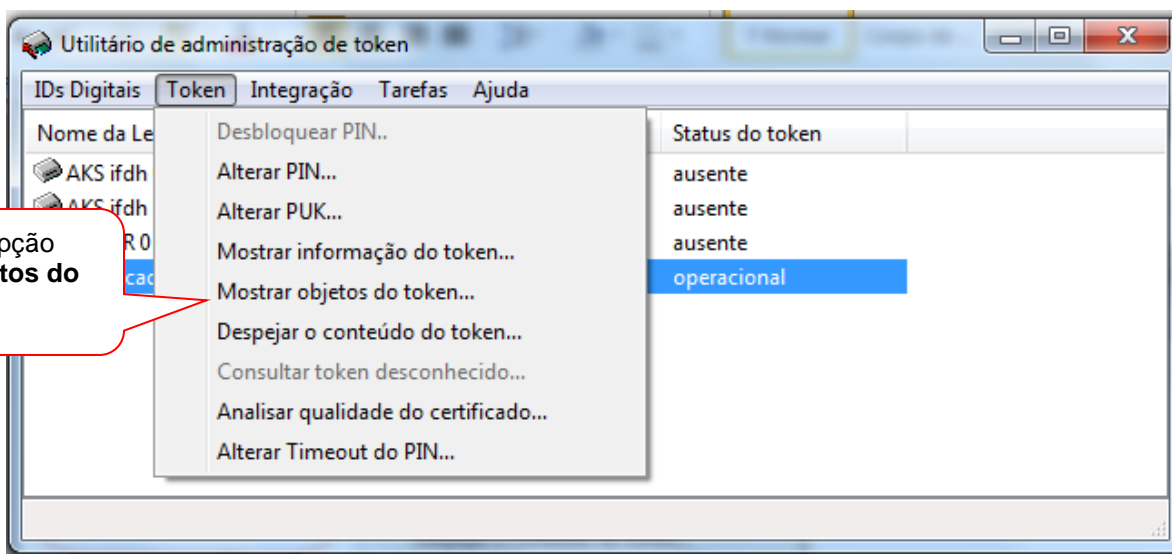 Utilitário de administração de token
IDs Digitais Token Integração Tarefas Ajuda
Nome da Le Status do token
AKS ifdh ausente
AKS ifdh ausente
R 0 ausente
operacional
Desbloquear PIN..
Alterar PIN...
Alterar PUK...
Mostrar informação do token...
Mostrar objetos do token...
Despejar o conteúdo do token...
Consultar token desconhecido...
Analisar qualidade do certificado...
Alterar Timeout do PIN...
pção
tos do